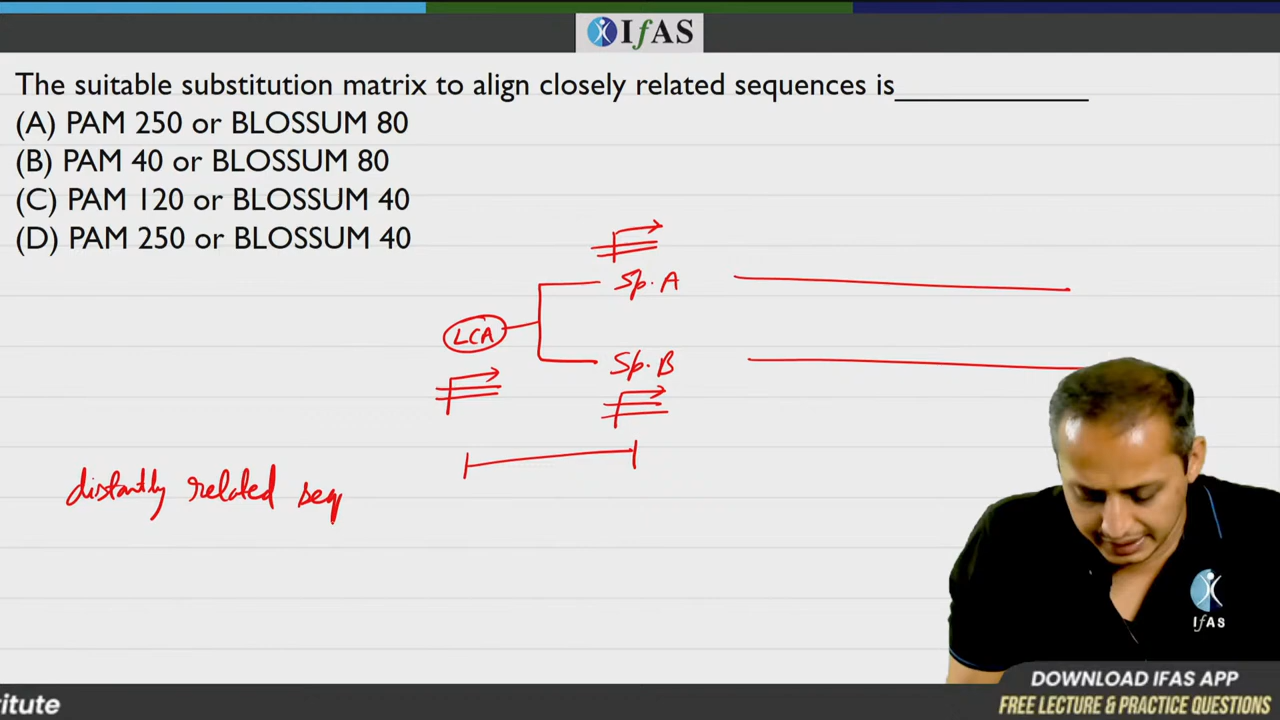 IfAS
The suitable substitution matrix to align closely related sequences is____________
(A) PAM 250 or BLOSSUM 80
(B) PAM 40 or BLOSSUM 80
(C) PAM 120 or BLOSSUM 40
(D) PAM 250 or BLOSSUM 40
Sp. A
LCA
Sp. B
distantly related seq
IfAS
DOWNLOAD IFAS APP
FREE LECTURE & PRACTICE QUESTIONS
titute